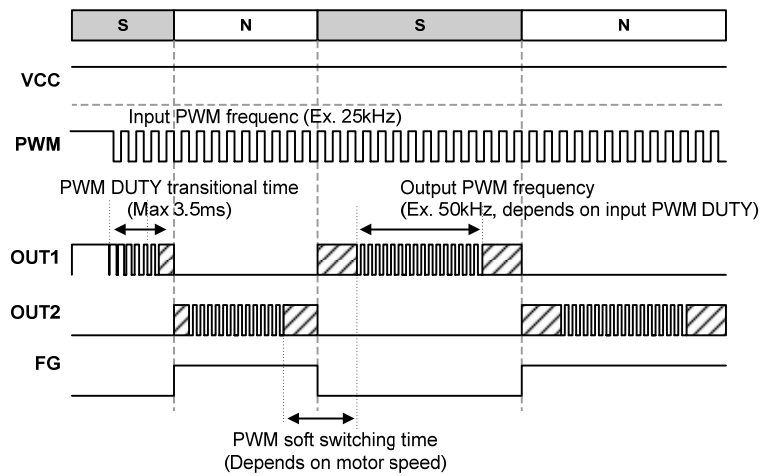 S N S N
VCC
Input PWM frequenc (Ex. 25kHz)
PWM
PWM DUTY transitional time
(Max 3.5ms)
Output PWM frequency
(Ex. 50kHz, depends on input PWM DUTY)
OUT1
OUT2
FG
PWM soft switching time
(Depends on motor speed)